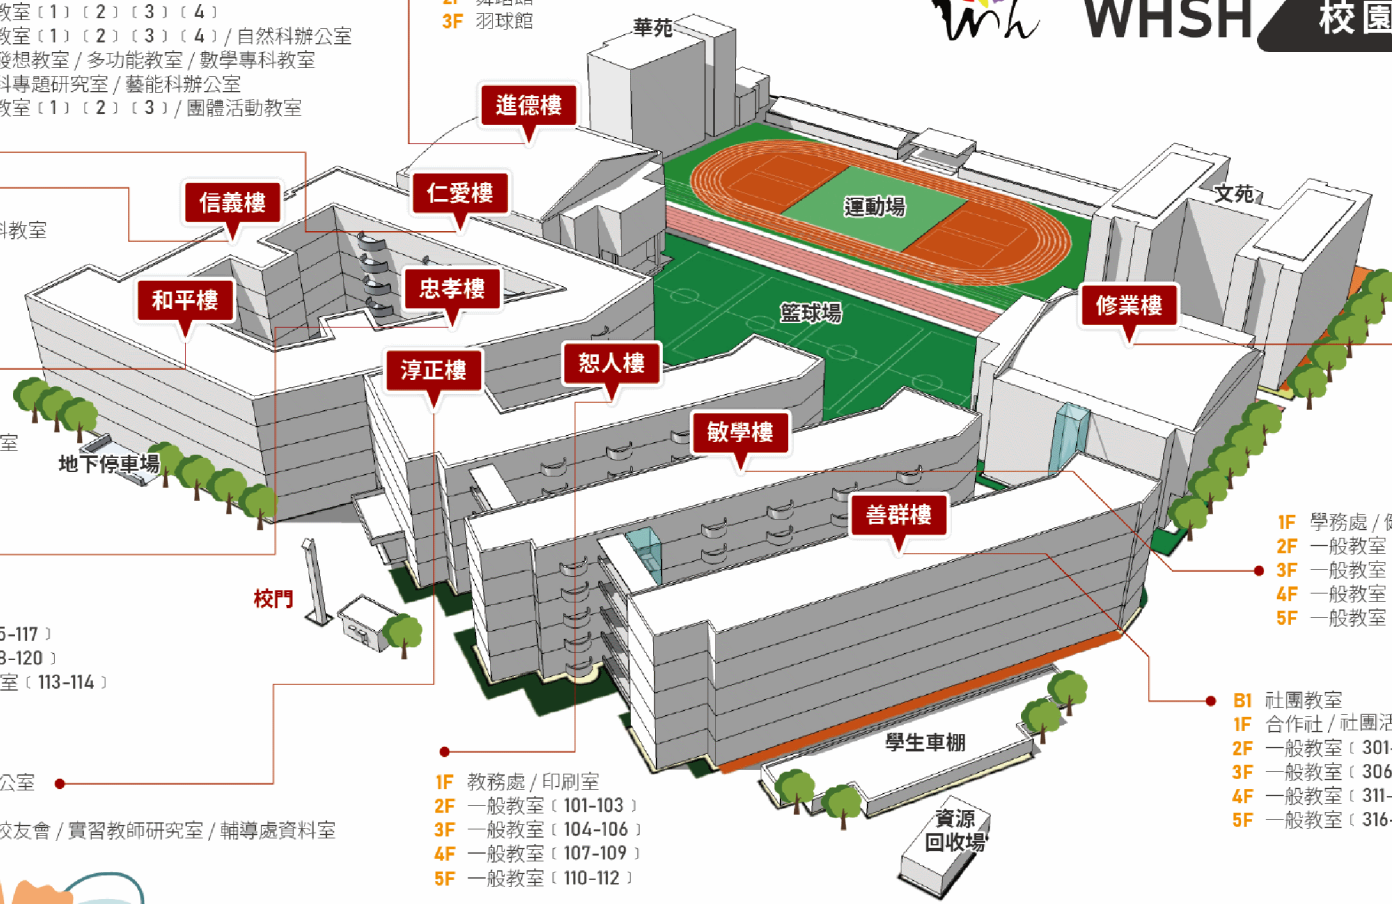 教室﹝1﹞﹝2﹞﹝3﹞﹝4﹞
教室﹝1﹞﹝2﹞﹝3﹞﹝4﹞/ 自然科辦公室
發想教室 / 多功能教室 / 數學專科教室
科專題研究室 / 藝能科辦公室
教室﹝1﹞﹝2﹞﹝3﹞/ 團體活動教室
2F 舞蹈館
3F 羽球館
WHSH
校園
華苑
進德樓
信義樓
仁愛樓
科教室
運動場
文苑
和平樓
忠孝樓
籃球場
修業樓
淳正樓
恕人樓
敏學樓
室
地下停車場
善群樓
1F 學務處 /
2F 一般教室
3F 一般教室
4F 一般教室
5F 一般教室
校門
5-117﹞
8-120﹞
室﹝113-114﹞
B1 社團教室
1F 合作社 / 社團活
2F 一般教室﹝301-
3F 一般教室﹝306
4F 一般教室﹝311-
5F 一般教室﹝316-
學生車棚
公室
1F 教務處 / 印刷室
2F 一般教室﹝101-103﹞
3F 一般教室﹝104-106﹞
4F 一般教室﹝107-109﹞
5F 一般教室﹝110-112﹞
校友會 / 實習教師研究室 / 輔導處資料室
資源
回收場